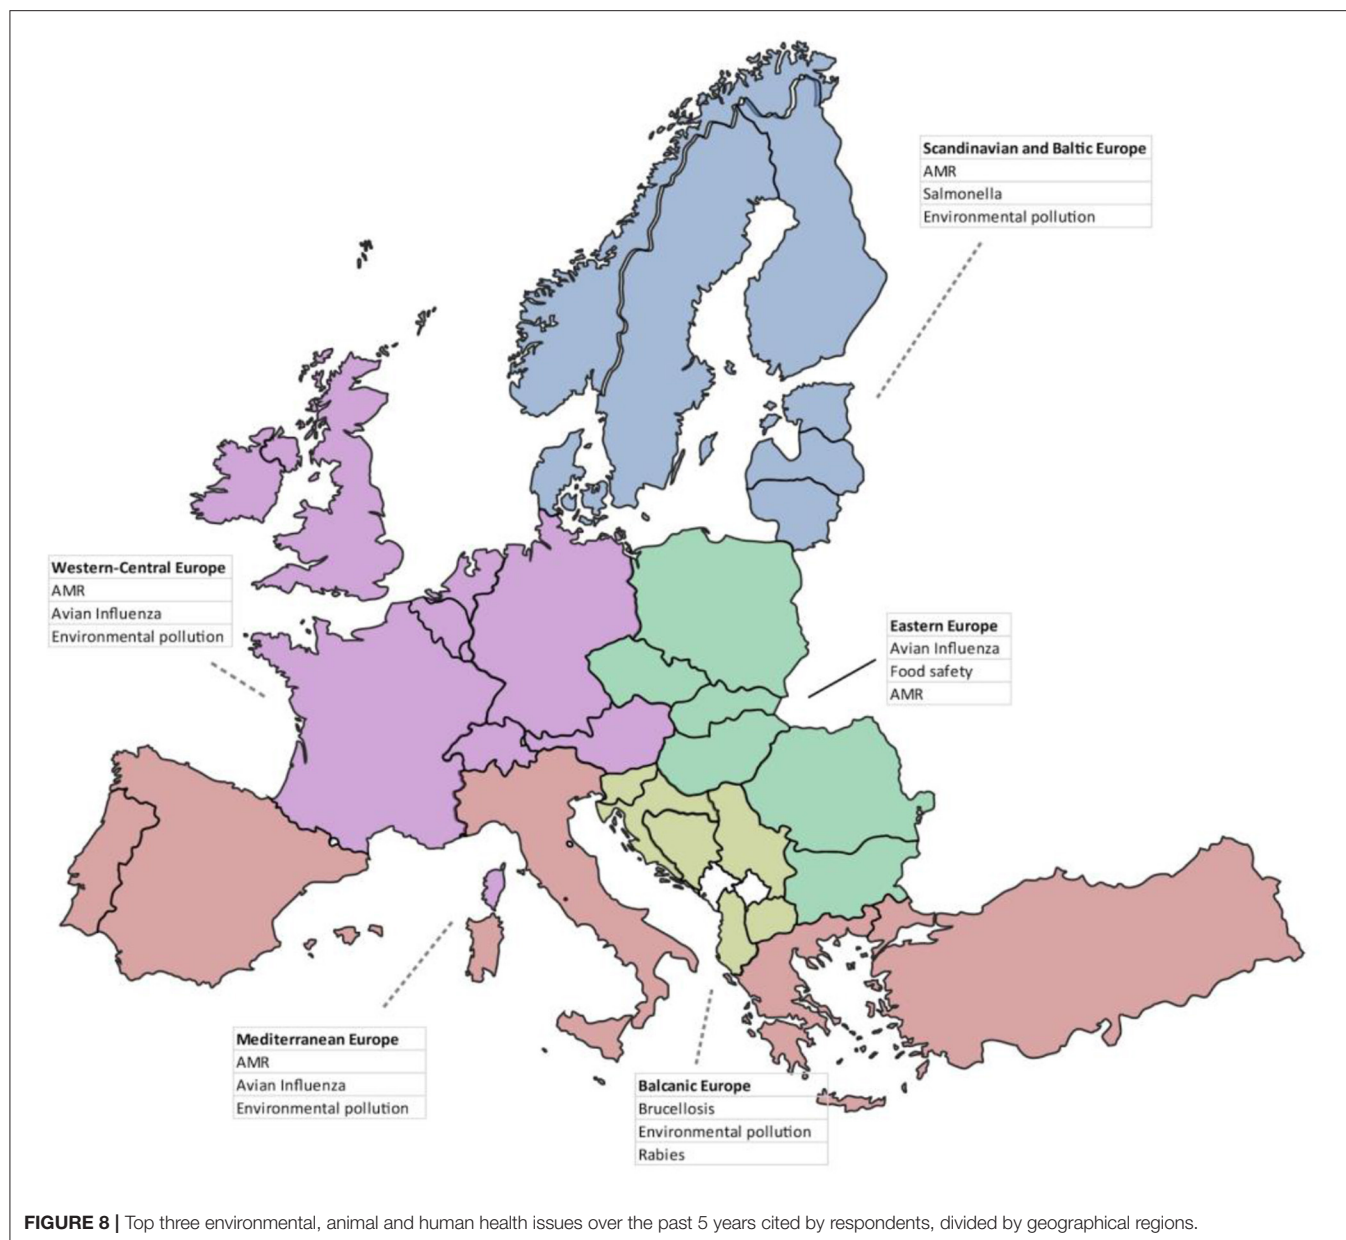 Scandinavian and Baltic Europe
AMR
Salmonella
Environmental pollution
Western-Central Europe
AMR
Avian Influenza
Environmental pollution
Eastern Europe
Avian Influenza
Food safety
AMR
Mediterranean Europe
AMR
Avian Influenza
Environmental pollution
Balcanic Europe
Brucellosis
Environmental pollution
Rabies
FIGURE 8 | Top three environmental, animal and human health issues over the past 5 years cited by respondents, divided by geographical regions.